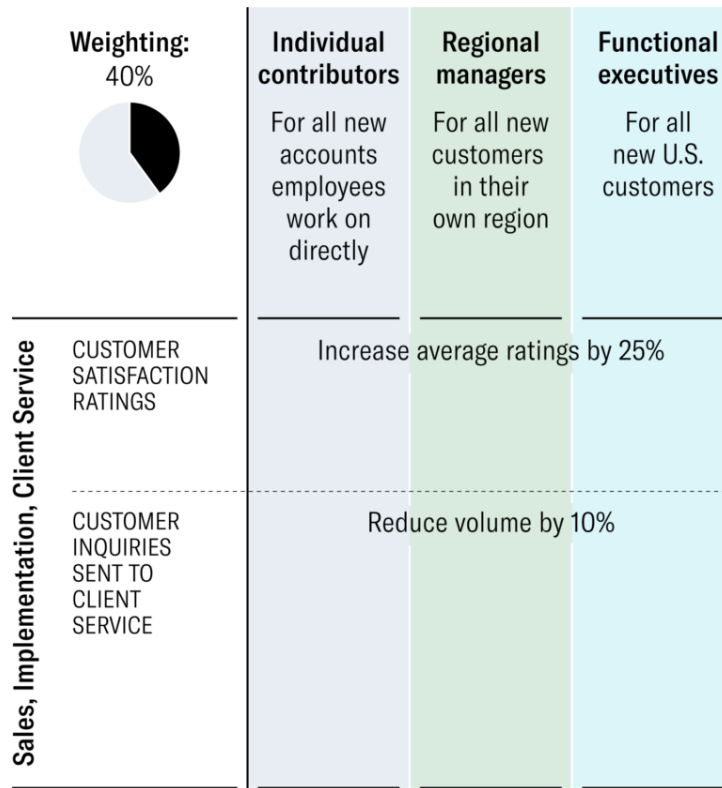 Weighting:
40%
Individual
contributors
For all new
accounts
employees
work on
directly
Regional
managers
For all new
customers
in their
own region
Functional
executives
For all
new U.S.
customers
Sales, Implementation, Client Service
CUSTOMER
SATISFACTION
RATINGS
Increase average ratings by 25%
CUSTOMER
INQUIRIES
SENT TO
CLIENT
SERVICE
Reduce volume by 10%